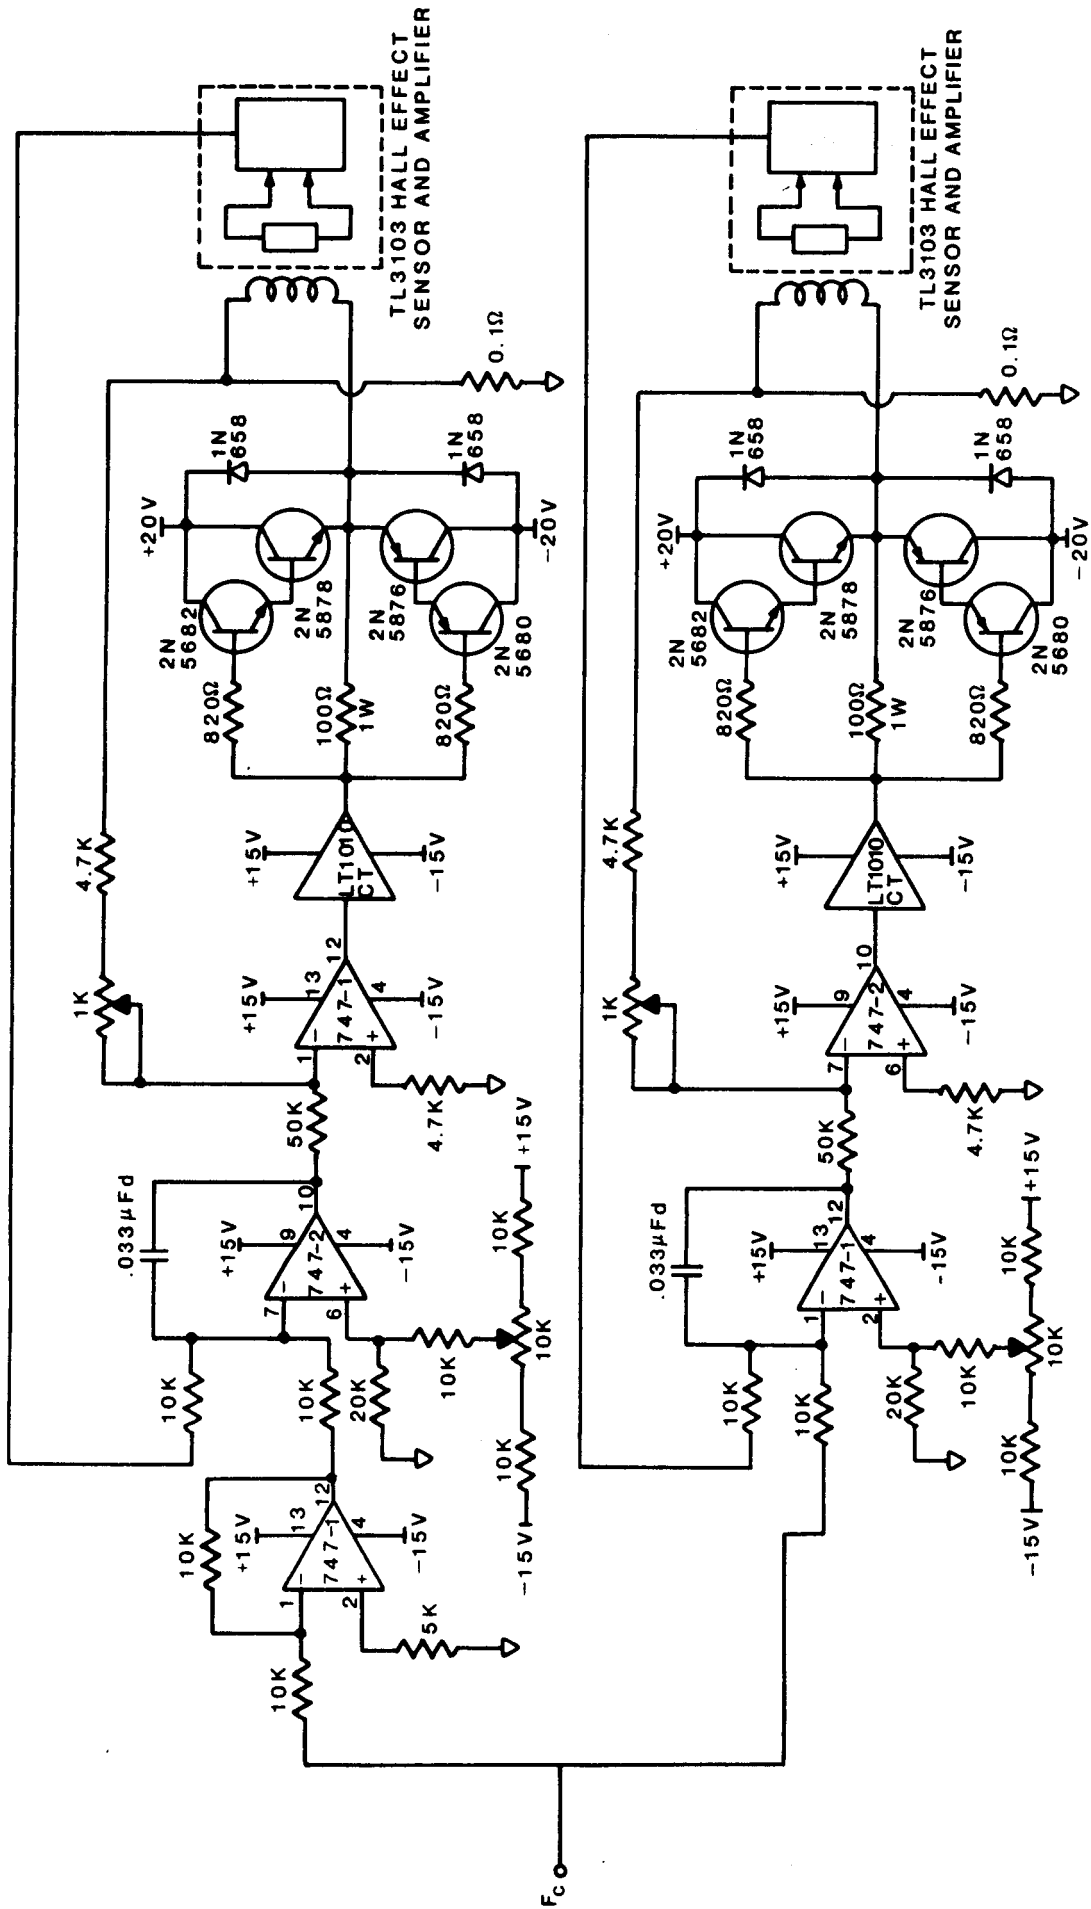 TL3103 HALL EFFECT
SENSOR AND AMPLIFIER
0.1Ω
1N
658
1N
658
+20V
-20V
2N
5682
2N
5878
2N
5876
2N
5680
820Ω
100Ω
1W
820Ω
4.7K
+15V
LT1010
CT
-15V
1K
12
+15V
13
747-1
4
-15V
1
-
2
+
50K
4.7K
.033µFd
10
+15V
9
747-2
4
-15V
7
-
6
+
10K
10K
20K
10K
+15V
10K
10K
10K
-15V
10K
12
+15V
13
747-1
4
-15V
1
-
2
+
5K
10K
FC
TL3103 HALL EFFECT
SENSOR AND AMPLIFIER
0.1Ω
1N
658
1N
658
+20V
-20V
2N
5682
2N
5878
2N
5876
2N
5680
820Ω
100Ω
1W
820Ω
4.7K
+15V
LT1010
CT
-15V
1K
10
+15V
9
747-2
4
-15V
7
-
6
+
50K
4.7K
.033µFd
12
+15V
13
747-1
4
-15V
1
-
2
+
10K
10K
20K
10K
+15V
10K
10K
10K
-15V